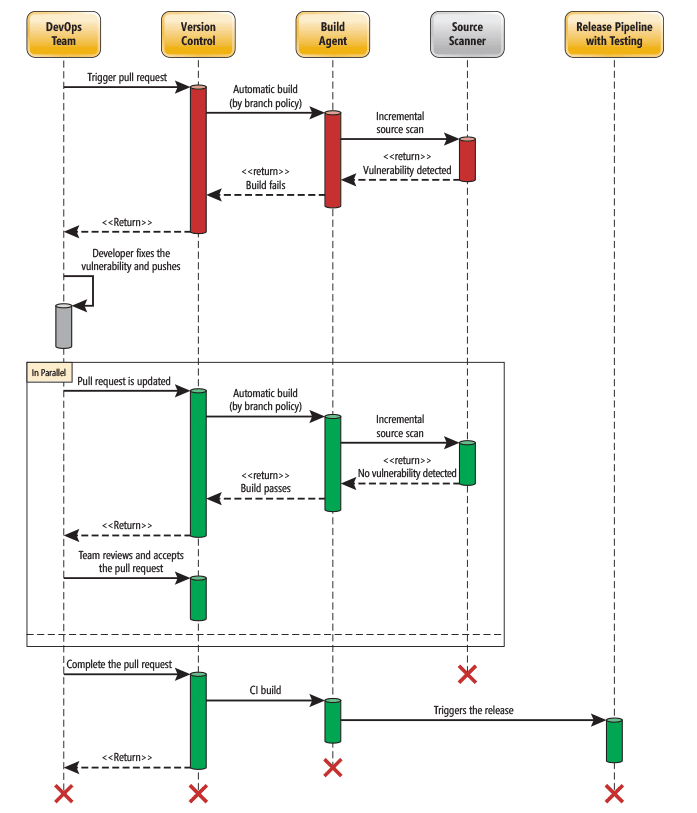 DevOps
Team
Version
Control
Build
Agent
Source
Scanner
Release Pipeline
with Testing
Trigger pull request
Automatic build
(by branch policy)
Incremental
source scan
<<return>>
Vulnerability detected
<<return>>
Build fails
<<Return>>
Developer fixes the
vulnerability and pushes
In Parallel
Pull request is updated
Automatic build
(by branch policy)
Incremental
source scan
<<return>>
No vulnerability detected
<<return>>
Build passes
<<Return>>
Team reviews and accepts
the pull request
Complete the pull request
CI build
Triggers the release
<<Return>>